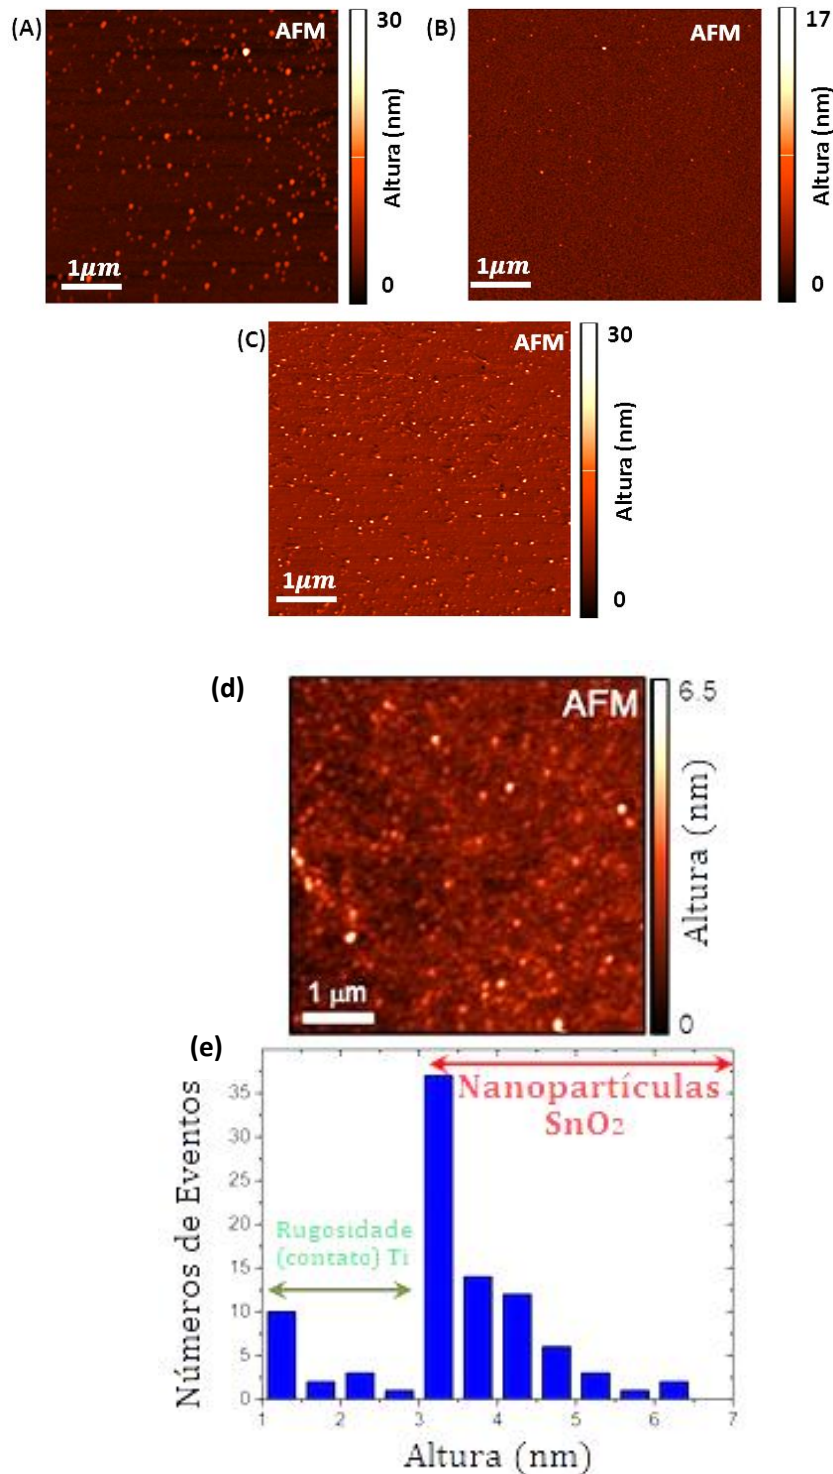 (A)
AFM
1µm
30
Altura (nm)
0
(B)
AFM
1µm
17
Altura (nm)
0
(C)
AFM
1µm
30
Altura (nm)
0
(d)
AFM
1 µm
6.5
Altura (nm)
0
(e)
Números de Eventos
35
30
25
20
15
10
5
0
Nanopartículas
SnO2
Rugosidade
(contato) Ti
1 2 3 4 5 6 7
Altura (nm)